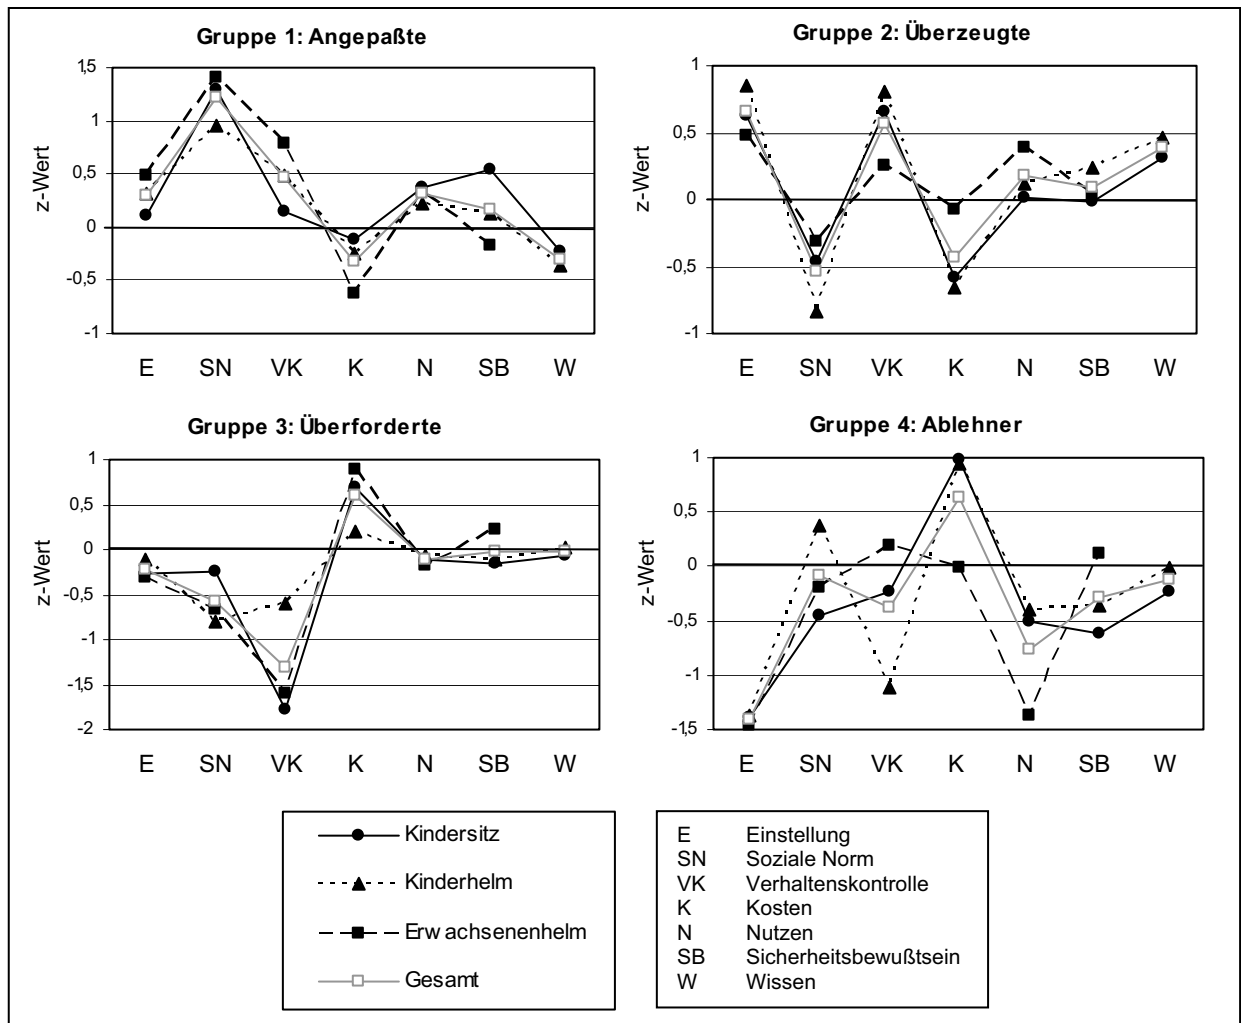 Gruppe 1: Angepaßte
1,5
1
0,5
0
-0,5
-1
z-Wert
E SN VK K N SB W
Gruppe 2: Überzeugte
1
0,5
0
-0,5
-1
z-Wert
E SN VK K N SB W
Gruppe 3: Überforderte
1
0,5
0
-0,5
-1
-1,5
-2
z-Wert
E SN VK K N SB W
Gruppe 4: Ablehner
1
0,5
0
-0,5
-1
-1,5
z-Wert
E SN VK K N SB W
Kindersitz
Kinderhelm
Erw achsenenhelm
Gesamt
E Einstellung
SN Soziale Norm
VK Verhaltenskontrolle
K Kosten
N Nutzen
SB Sicherheitsbewußtsein
W Wissen